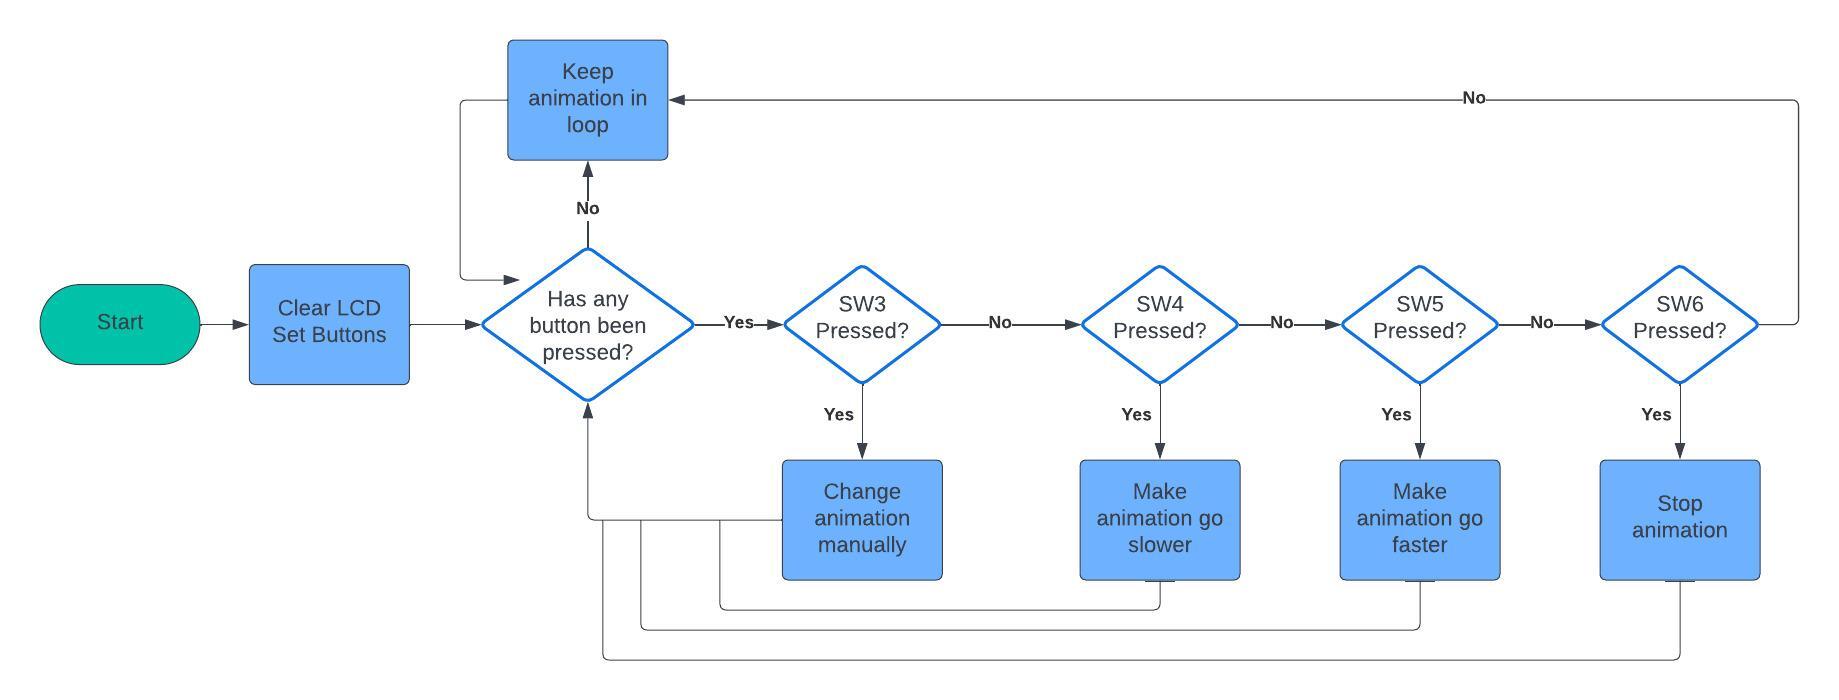 Keep
animation in
loop
No
No
Start
Clear LCD
Set Buttons
Has any
button been
pressed?
Yes
SW3
Pressed?
No
SW4
Pressed?
No
SW5
Pressed?
No
SW6
Pressed?
Yes
Yes
Yes
Yes
Change
animation
manually
Make
animation go
slower
Make
animation go
faster
Stop
animation